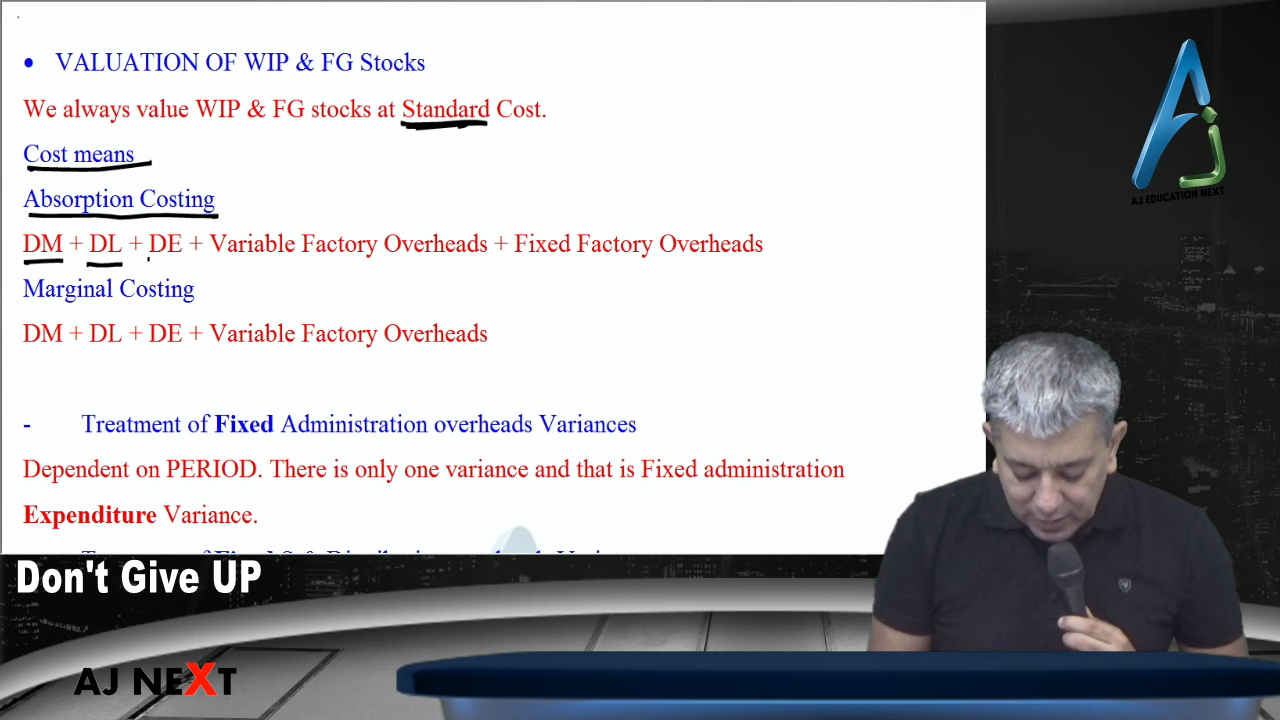 • VALUATION OF WIP & FG Stocks
We always value WIP & FG stocks at Standard Cost.
Cost means
Absorption Costing
DM + DL + DE + Variable Factory Overheads + Fixed Factory Overheads
Marginal Costing
DM + DL + DE + Variable Factory Overheads
- Treatment of Fixed Administration overheads Variances
Dependent on PERIOD. There is only one variance and that is Fixed administration
Expenditure Variance.
AJ EDUCATION NEXT
Don't Give UP
AJ NEXT